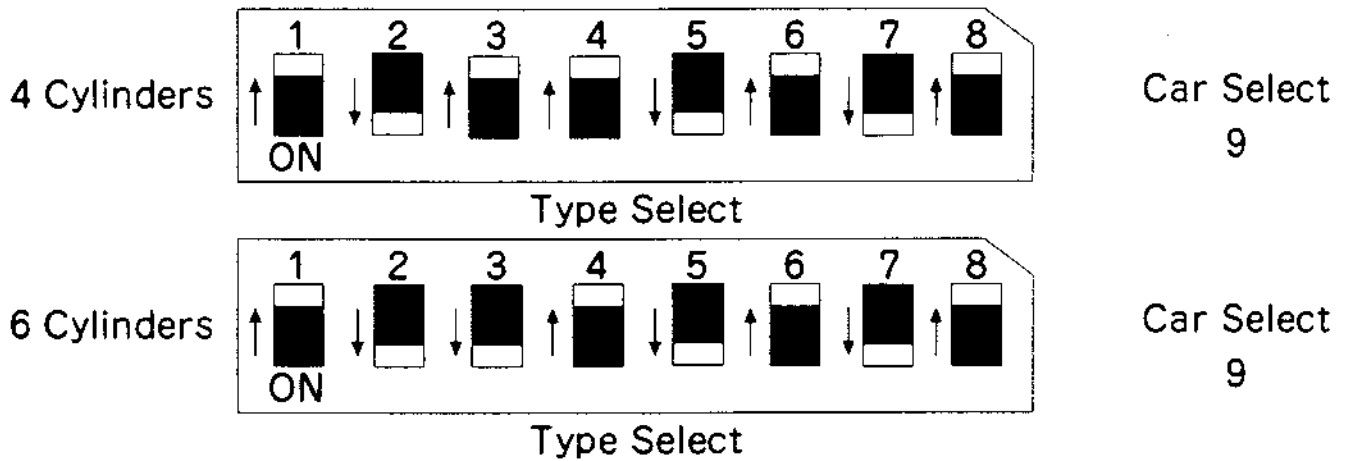 1 2 3 4 5 6 7 8
4 Cylinders
Car Select
9
ON
Type Select
1 2 3 4 5 6 7 8
6 Cylinders
Car Select
9
ON
Type Select